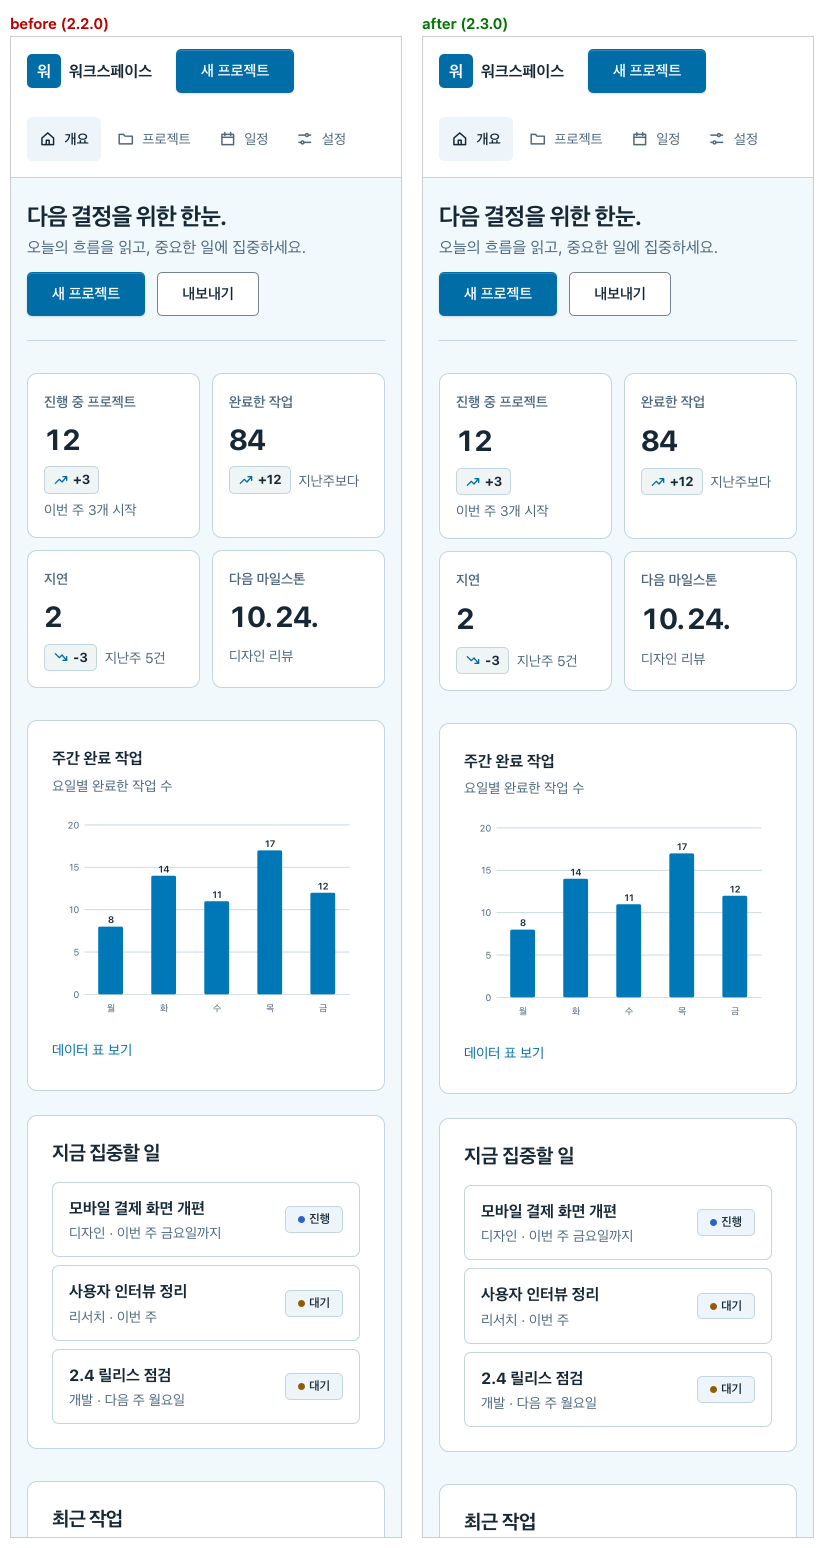 before (2.2.0)
워 워크스페이스 새 프로젝트
개요 프로젝트 일정 설정
다음 결정을 위한 한눈.
오늘의 흐름을 읽고, 중요한 일에 집중하세요.
새 프로젝트 내보내기
진행 중 프로젝트
12
+3
이번 주 3개 시작
완료한 작업
84
+12 지난주보다
지연
2
-3 지난주 5건
다음 마일스톤
10.24.
디자인 리뷰
주간 완료 작업
요일별 완료한 작업 수
20
15
10
5
0
8 14 11 17 12
월 화 수 목 금
데이터 표 보기
지금 집중할 일
모바일 결제 화면 개편
디자인 · 이번 주 금요일까지
진행
사용자 인터뷰 정리
리서치 · 이번 주
대기
2.4 릴리스 점검
개발 · 다음 주 월요일
대기
최근 작업
after (2.3.0)
워 워크스페이스 새 프로젝트
개요 프로젝트 일정 설정
다음 결정을 위한 한눈.
오늘의 흐름을 읽고, 중요한 일에 집중하세요.
새 프로젝트 내보내기
진행 중 프로젝트
12
+3
이번 주 3개 시작
완료한 작업
84
+12 지난주보다
지연
2
-3 지난주 5건
다음 마일스톤
10.24.
디자인 리뷰
주간 완료 작업
요일별 완료한 작업 수
20
15
10
5
0
8 14 11 17 12
월 화 수 목 금
데이터 표 보기
지금 집중할 일
모바일 결제 화면 개편
디자인 · 이번 주 금요일까지
진행
사용자 인터뷰 정리
리서치 · 이번 주
대기
2.4 릴리스 점검
개발 · 다음 주 월요일
대기
최근 작업